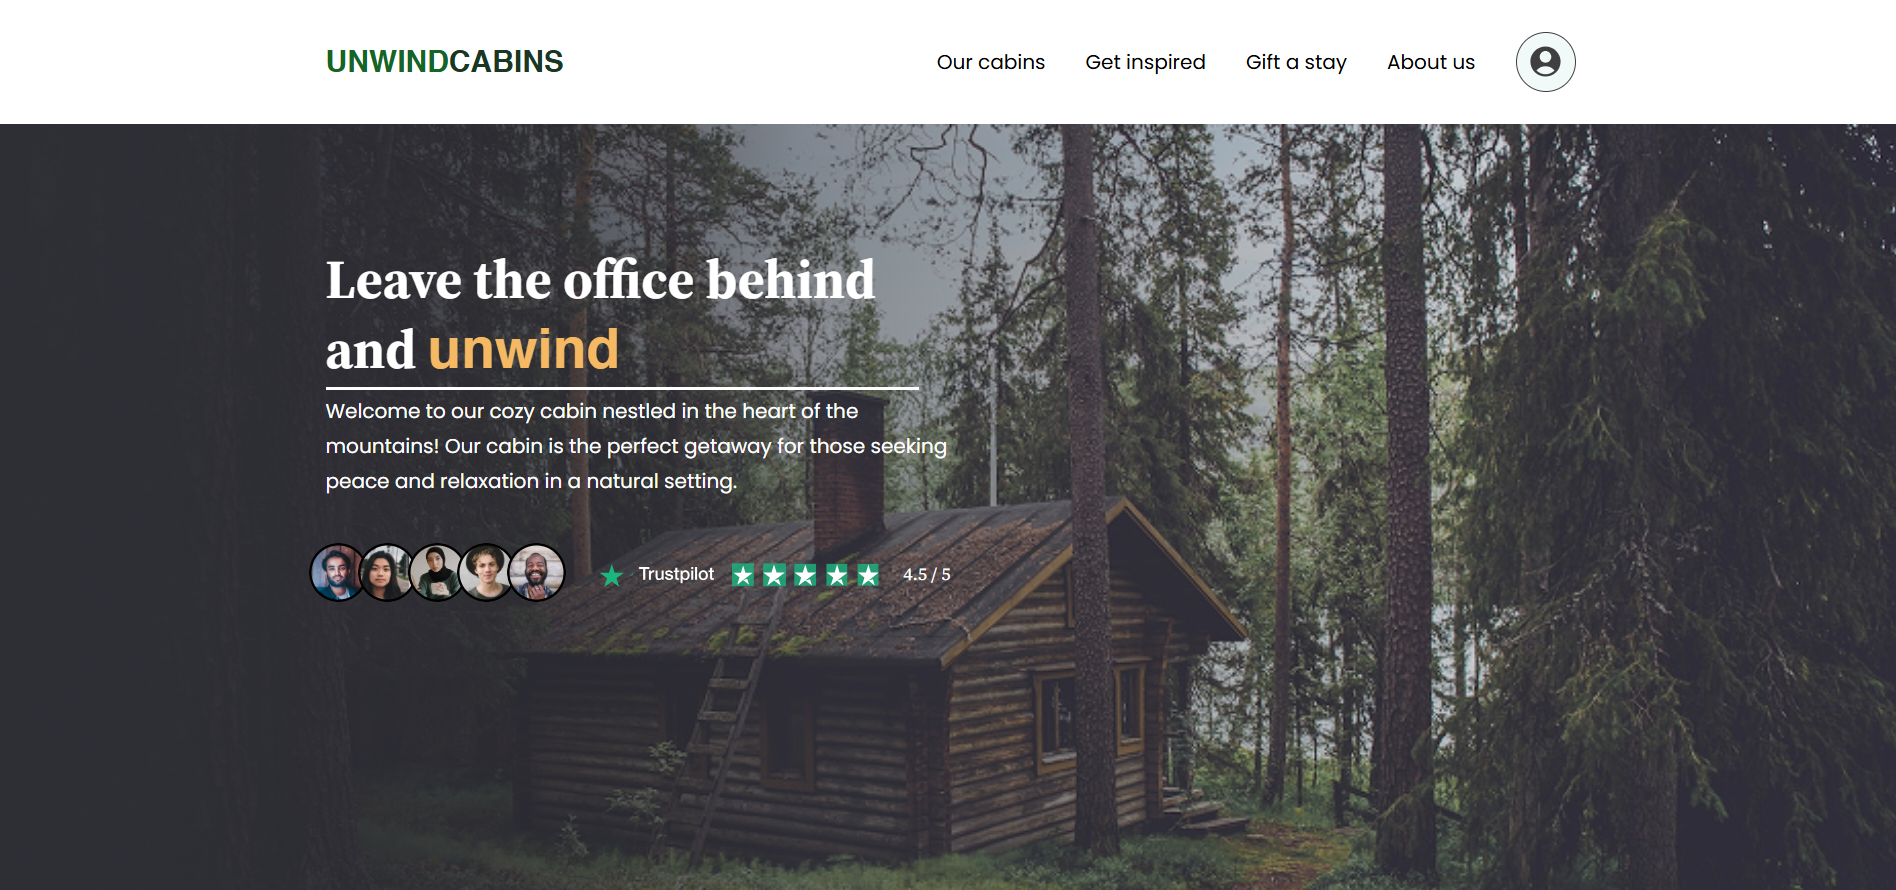 UNWINDCABINS
Our cabins Get inspired Gift a stay About us
Leave the office behind
and unwind
Welcome to our cozy cabin nestled in the heart of the
mountains! Our cabin is the perfect getaway for those seeking
peace and relaxation in a natural setting.
Trustpilot 4.5 / 5